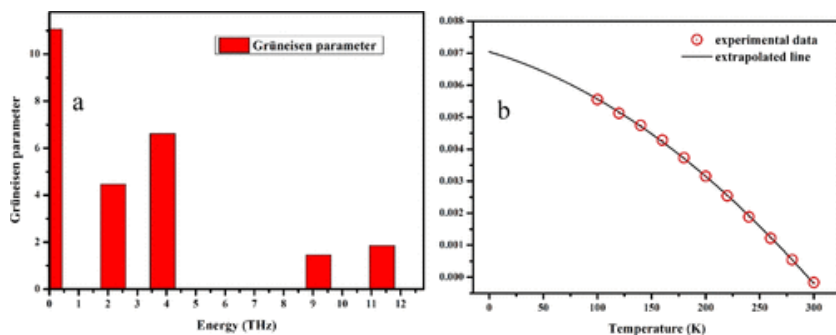 Grüneisen parameter
a
10
8
6
4
2
0
Grüneisen parameter
0 1 2 3 4 5 6 7 8 9 10 11 12
Energy (THz)
experimental data
extrapolated line
b
0.008
0.007
0.006
0.005
0.004
0.003
0.002
0.001
0.000
0 50 100 150 200 250 300
Temperature (K)